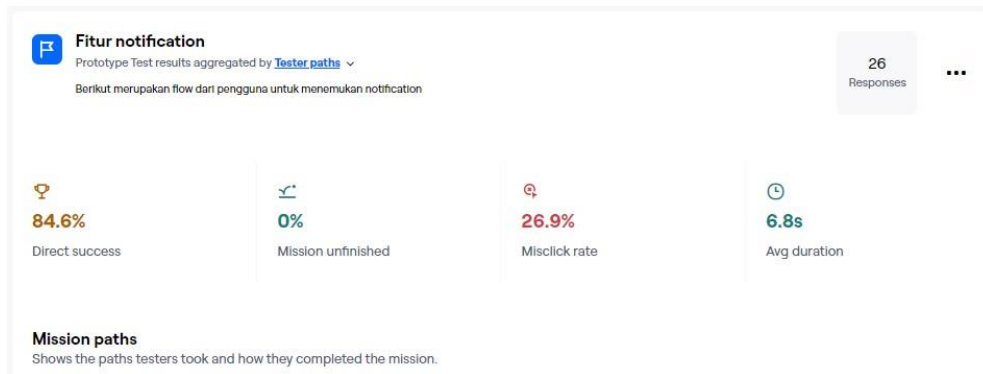 Fitur notification
Prototype Test results aggregated by Tester paths
Berikut merupakan flow dari pengguna untuk menemukan notification
26
Responses
84.6%
Direct success
0%
Mission unfinished
26.9%
Misclick rate
6.8s
Avg duration
Mission paths
Shows the paths testers took and how they completed the mission.